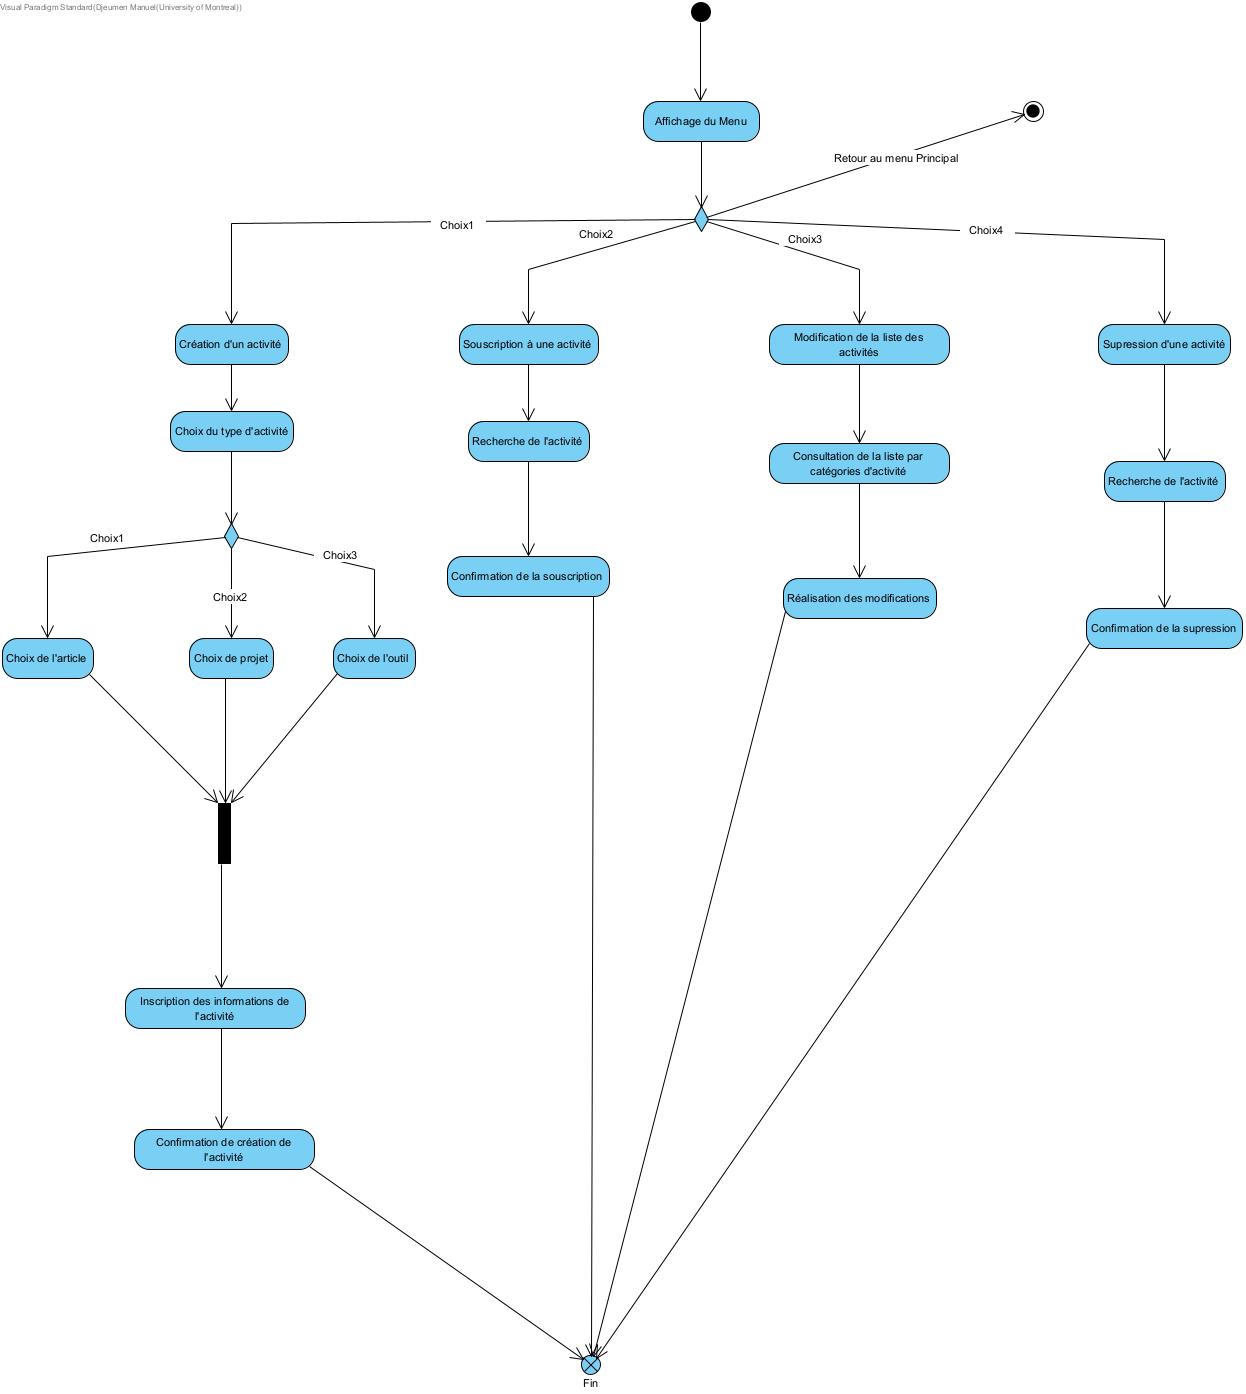 Visual Paradigm Standard(Djeumen Manuel(University of Montreal))
Affichage du Menu
Retour au menu Principal
Choix1
Choix2
Choix3
Choix4
Création d'un activité
Souscription à une activité
Modification de la liste des
activités
Supression d'une activité
Choix du type d'activité
Recherche de l'activité
Consultation de la liste par
catégories d'activité
Recherche de l'activité
Choix1
Choix2
Choix3
Confirmation de la souscription
Réalisation des modifications
Confirmation de la supression
Choix de l'article
Choix de projet
Choix de l'outil
Inscription des informations de
l'activité
Confirmation de création de
l'activité
Fin